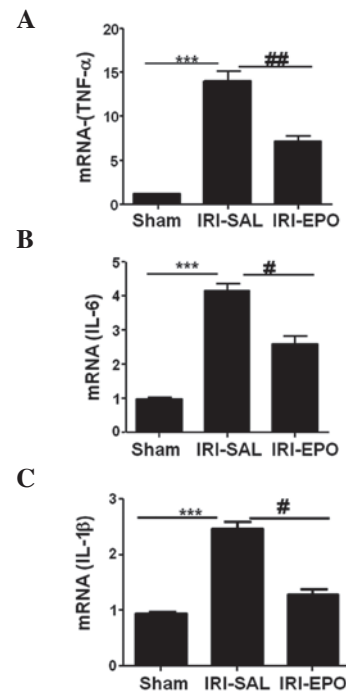 A
mRNA-(TNF-α)
20
15
10
5
0
*** ##
Sham IRI-SAL IRI-EPO
B
mRNA (IL-6)
5
4
3
2
1
0
*** #
Sham IRI-SAL IRI-EPO
C
mRNA (IL-1β)
3
2
1
0
*** #
Sham IRI-SAL IRI-EPO